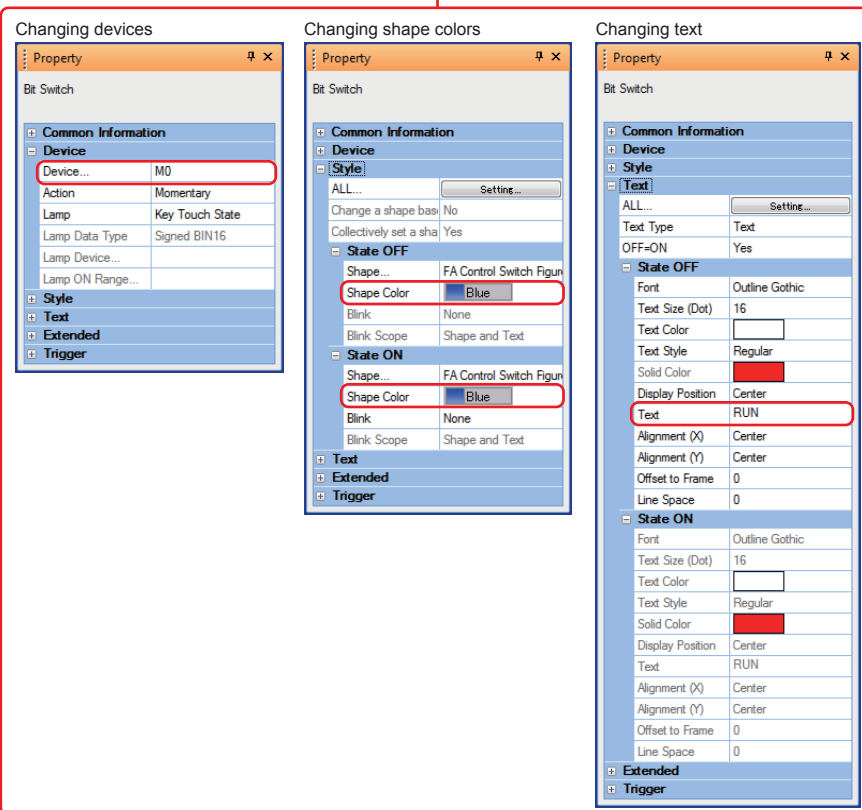 Changing devices
Property
Bit Switch
Common Information
Device
Device... M0
Action Momentary
Lamp Key Touch State
Lamp Data Type Signed BIN16
Lamp Device...
Lamp ON Range...
Style
Text
Extended
Trigger
Changing shape colors
Property
Bit Switch
Common Information
Device
Style
ALL... Setting...
Change a shape bas No
Collectively set a sha Yes
State OFF
Shape... FA Control Switch Figur
Shape Color Blue
Blink None
Blink Scope Shape and Text
State ON
Shape... FA Control Switch Figur
Shape Color Blue
Blink None
Blink Scope Shape and Text
Text
Extended
Trigger
Changing text
Property
Bit Switch
Common Information
Device
Style
Text
ALL... Setting...
Text Type Text
OFF=ON Yes
State OFF
Font Outline Gothic
Text Size (Dot) 16
Text Color
Text Style Regular
Solid Color
Display Position Center
Text RUN
Alignment (X) Center
Alignment (Y) Center
Offset to Frame 0
Line Space 0
State ON
Font Outline Gothic
Text Size (Dot) 16
Text Color
Text Style Regular
Solid Color
Display Position Center
Text RUN
Alignment (X) Center
Alignment (Y) Center
Offset to Frame 0
Line Space 0
Extended
Trigger